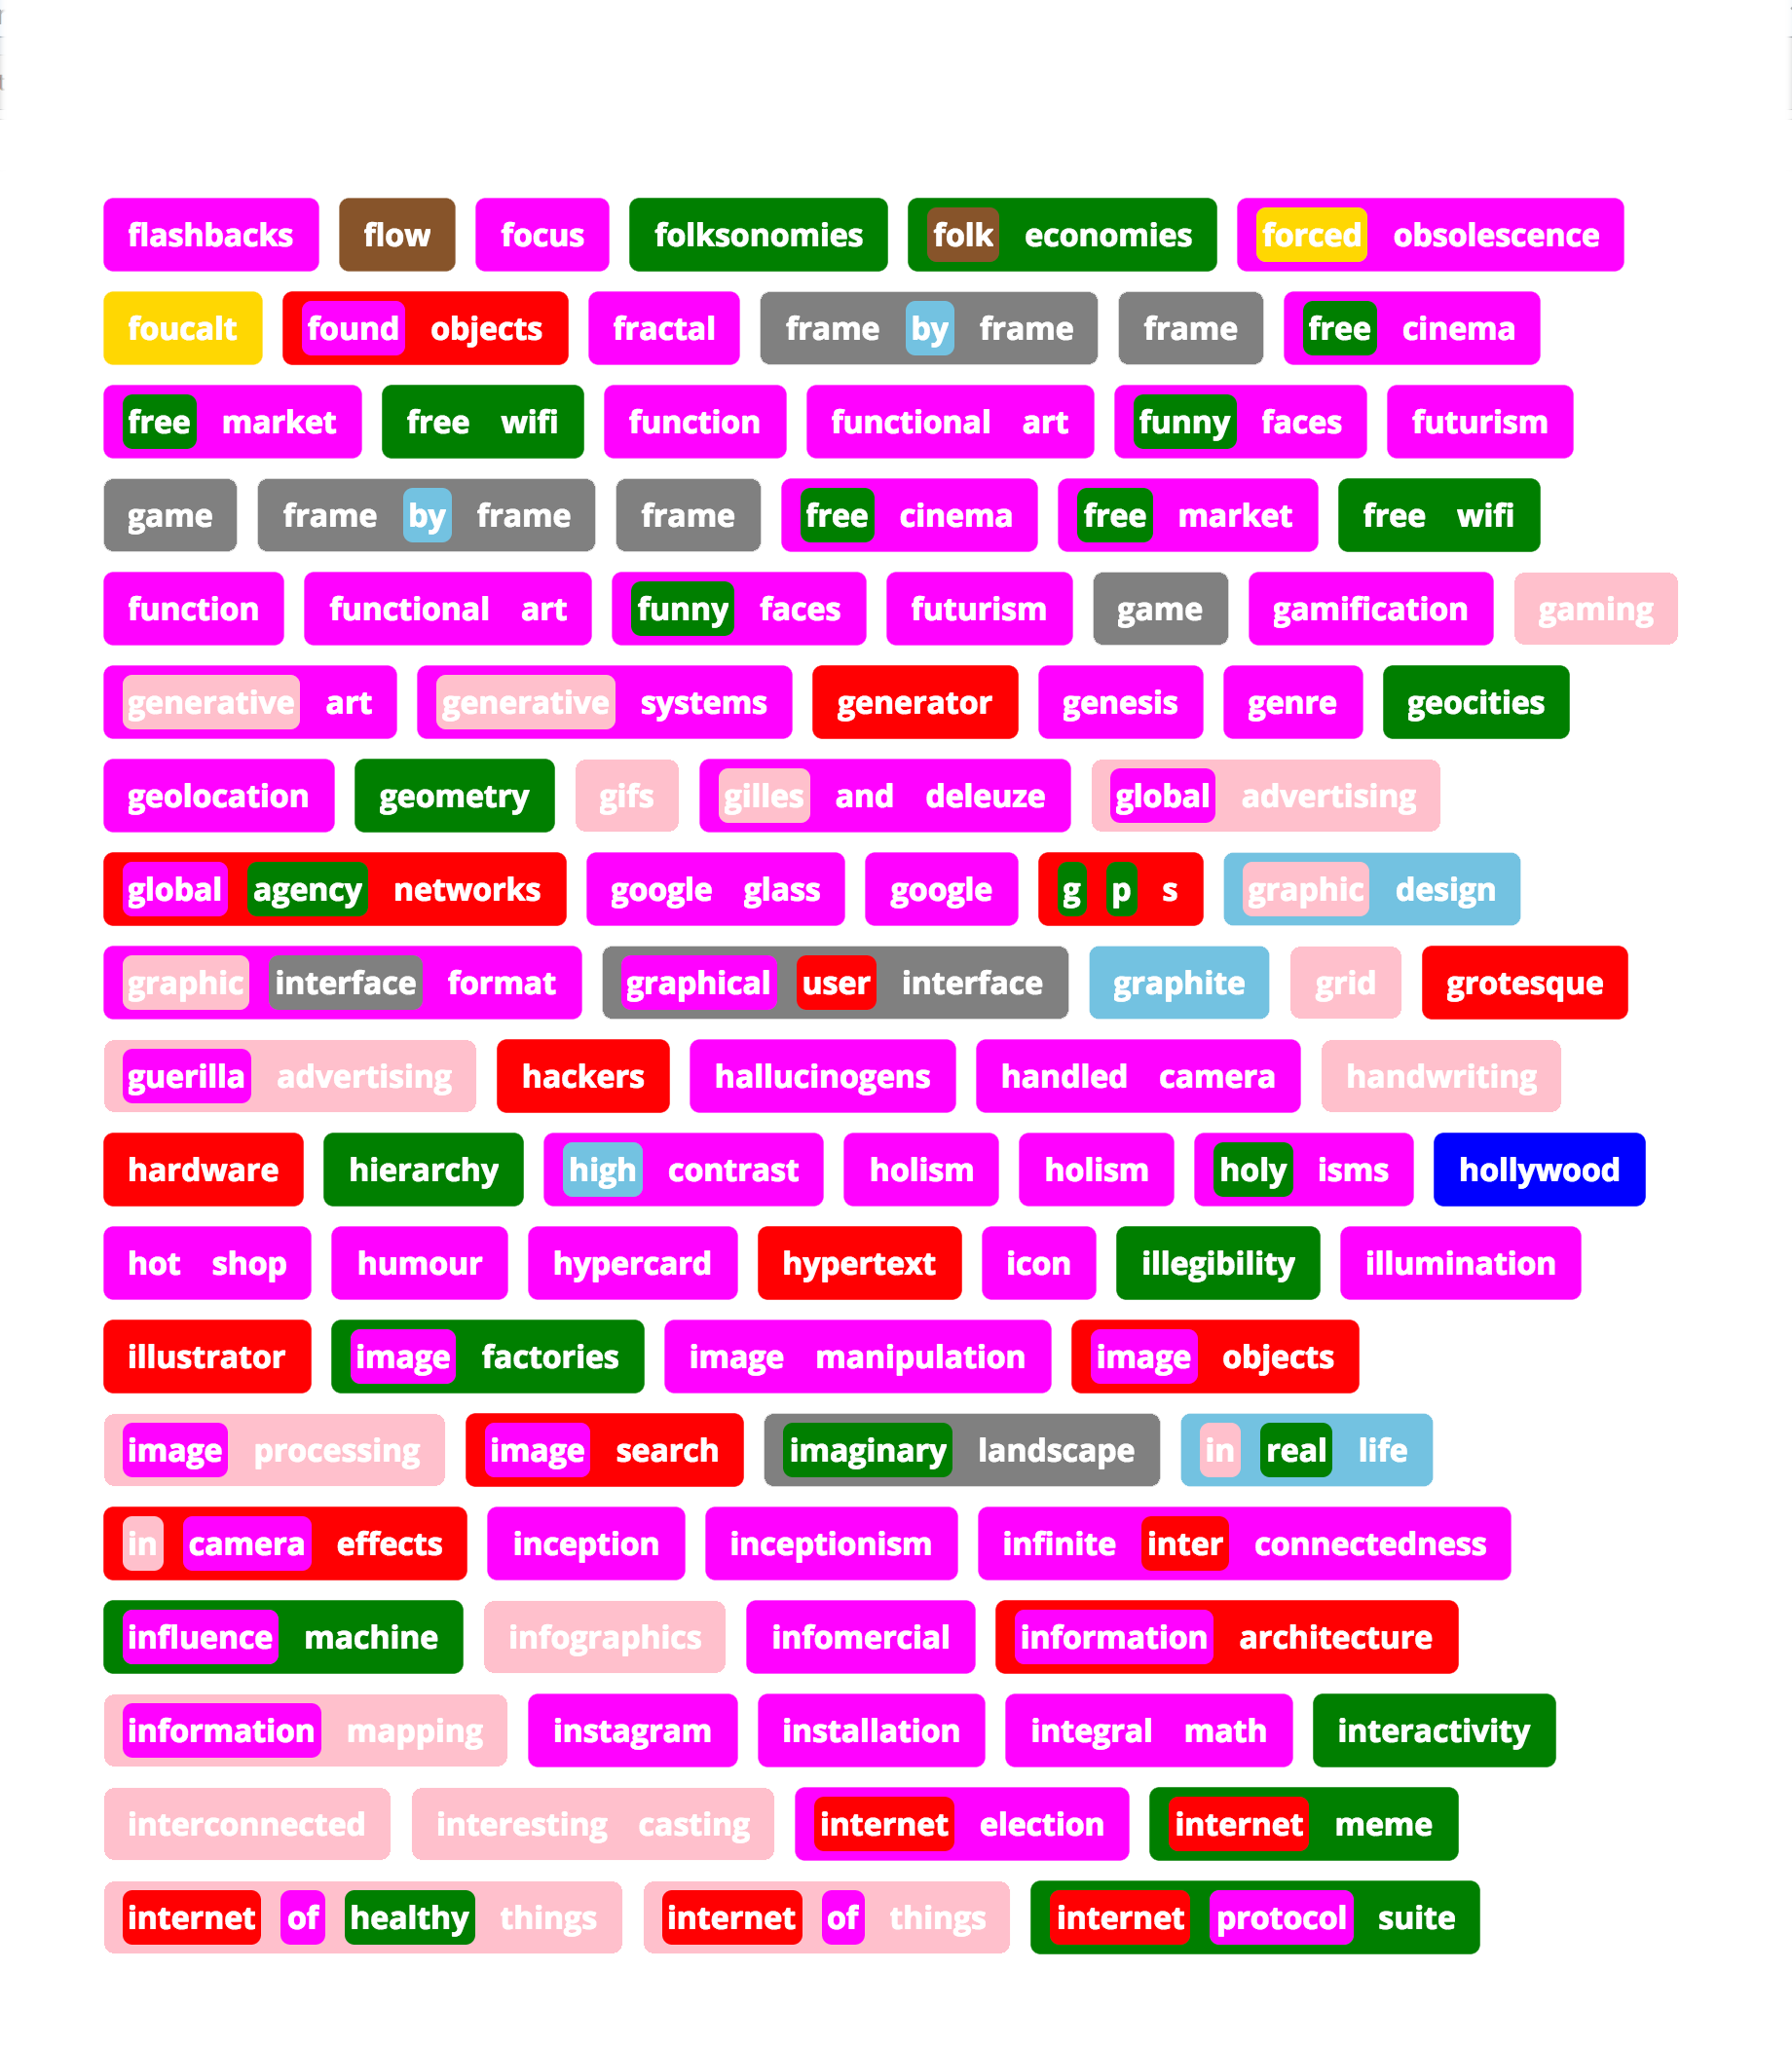 flashbacks flow focus folksonomies folk economies forced obsolescence
foucalt found objects fractal frame by frame frame free cinema
free market free wifi function functional art funny faces futurism
game frame by frame frame free cinema free market free wifi
function functional art funny faces futurism game gamification gaming
generative art generative systems generator genesis genre geocities
geolocation geometry gifs gilles and deleuze global advertising
global agency networks google glass google g p s graphic design
graphic interface format graphical user interface graphite grid grotesque
guerilla advertising hackers hallucinogens handled camera handwriting
hardware hierarchy high contrast holism holism holy isms hollywood
hot shop humour hypercard hypertext icon illegibility illumination
illustrator image factories image manipulation image objects
image processing image search imaginary landscape in real life
in camera effects inception inceptionism infinite inter connectedness
influence machine infographics infomercial information architecture
information mapping instagram installation integral math interactivity
interconnected interesting casting internet election internet meme
internet of healthy things internet of things internet protocol suite